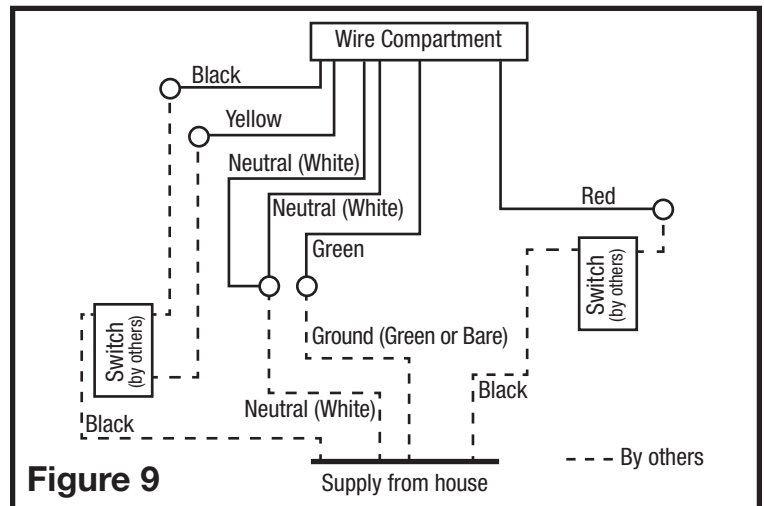 Wire Compartment
Black
Yellow
Neutral (White)
Neutral (White)
Red
Green
Switch
(by others)
Switch
(by others)
Ground (Green or Bare)
Black
Neutral (White)
Black
- - - By others
Figure 9
Supply from house